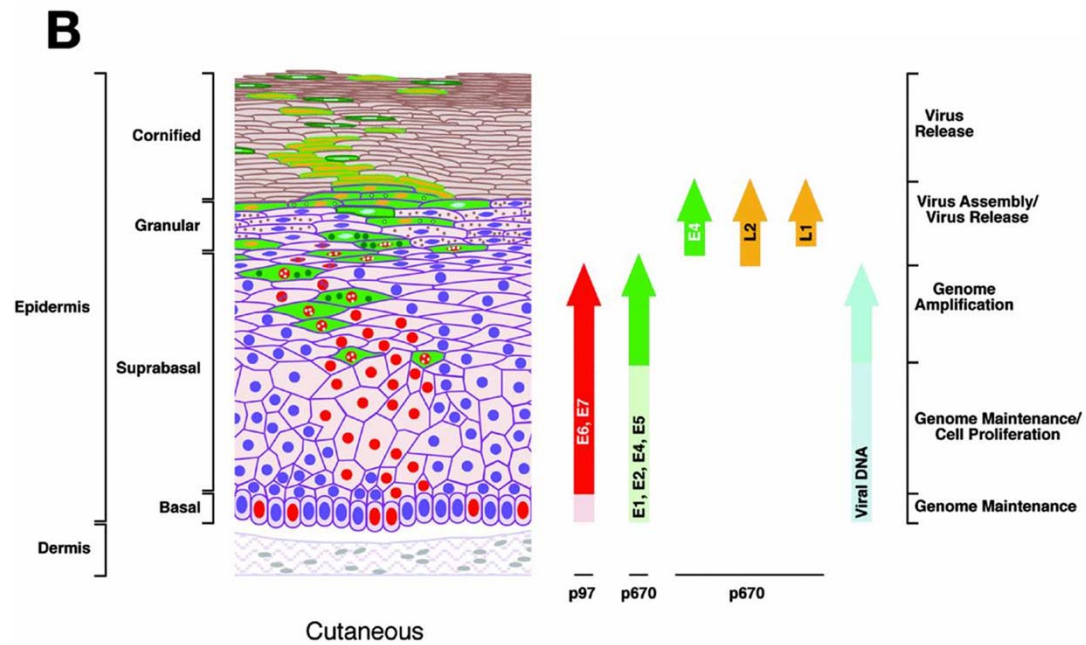 B
Epidermis
Dermis
Cornified
Granular
Suprabasal
Basal
E6, E7
E1, E2, E4, E5
E4
L2
L1
Viral DNA
Virus
Release
Virus Assembly/
Virus Release
Genome
Amplification
Genome Maintenance/
Cell Proliferation
Genome Maintenance
p97
p670
p670
Cutaneous